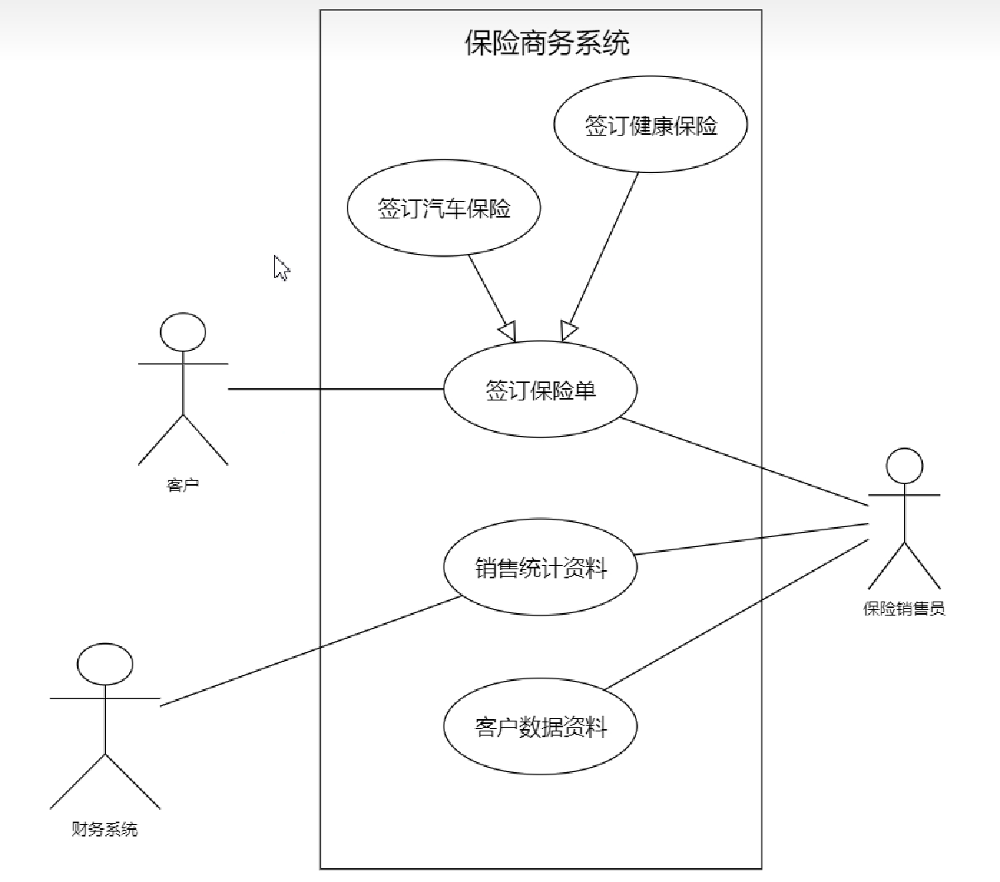 保险商务系统
签订健康保险
签订汽车保险
签订保险单
客户
销售统计资料
保险销售员
客户数据资料
财务系统